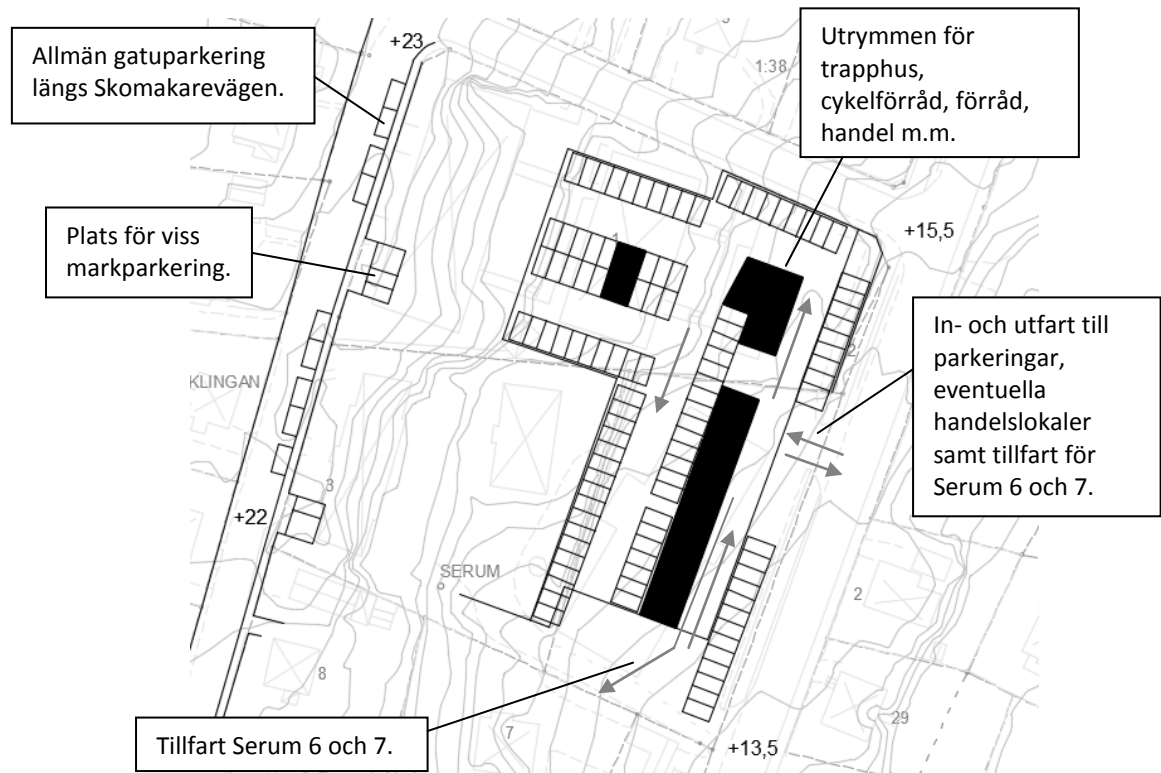 Allmän gatuparkering
längs Skomakarevägen.
+23
Utrymmen för
trapphus,
cykelförråd, förråd,
handel m.m.
1:38
Plats för viss
markparkering.
1
+15,5
In- och utfart till
parkeringar,
eventuella
handelslokaler
samt tillfart för
Serum 6 och 7.
2
KLINGAN
3
+22
SERUM
2
8
7
29
Tillfart Serum 6 och 7.
+13,5